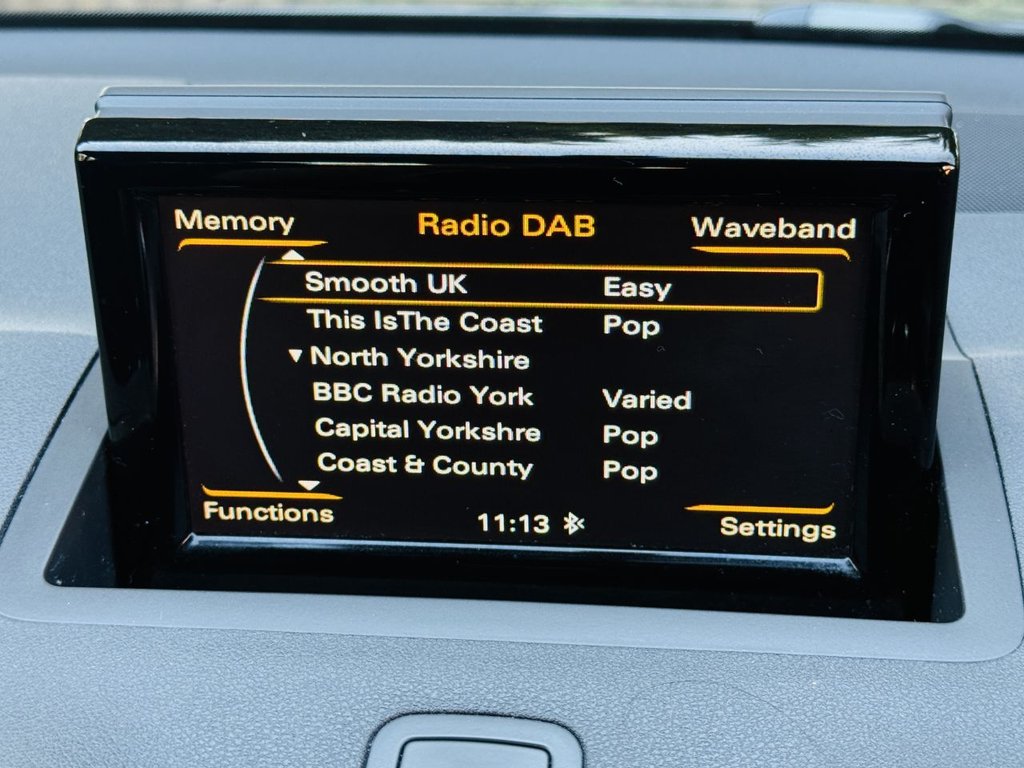 Memory Radio DAB Waveband
Smooth UK Easy
This IsThe Coast Pop
North Yorkshire
BBC Radio York Varied
Capital Yorkshre Pop
Coast & County Pop
Functions 11:13 Settings